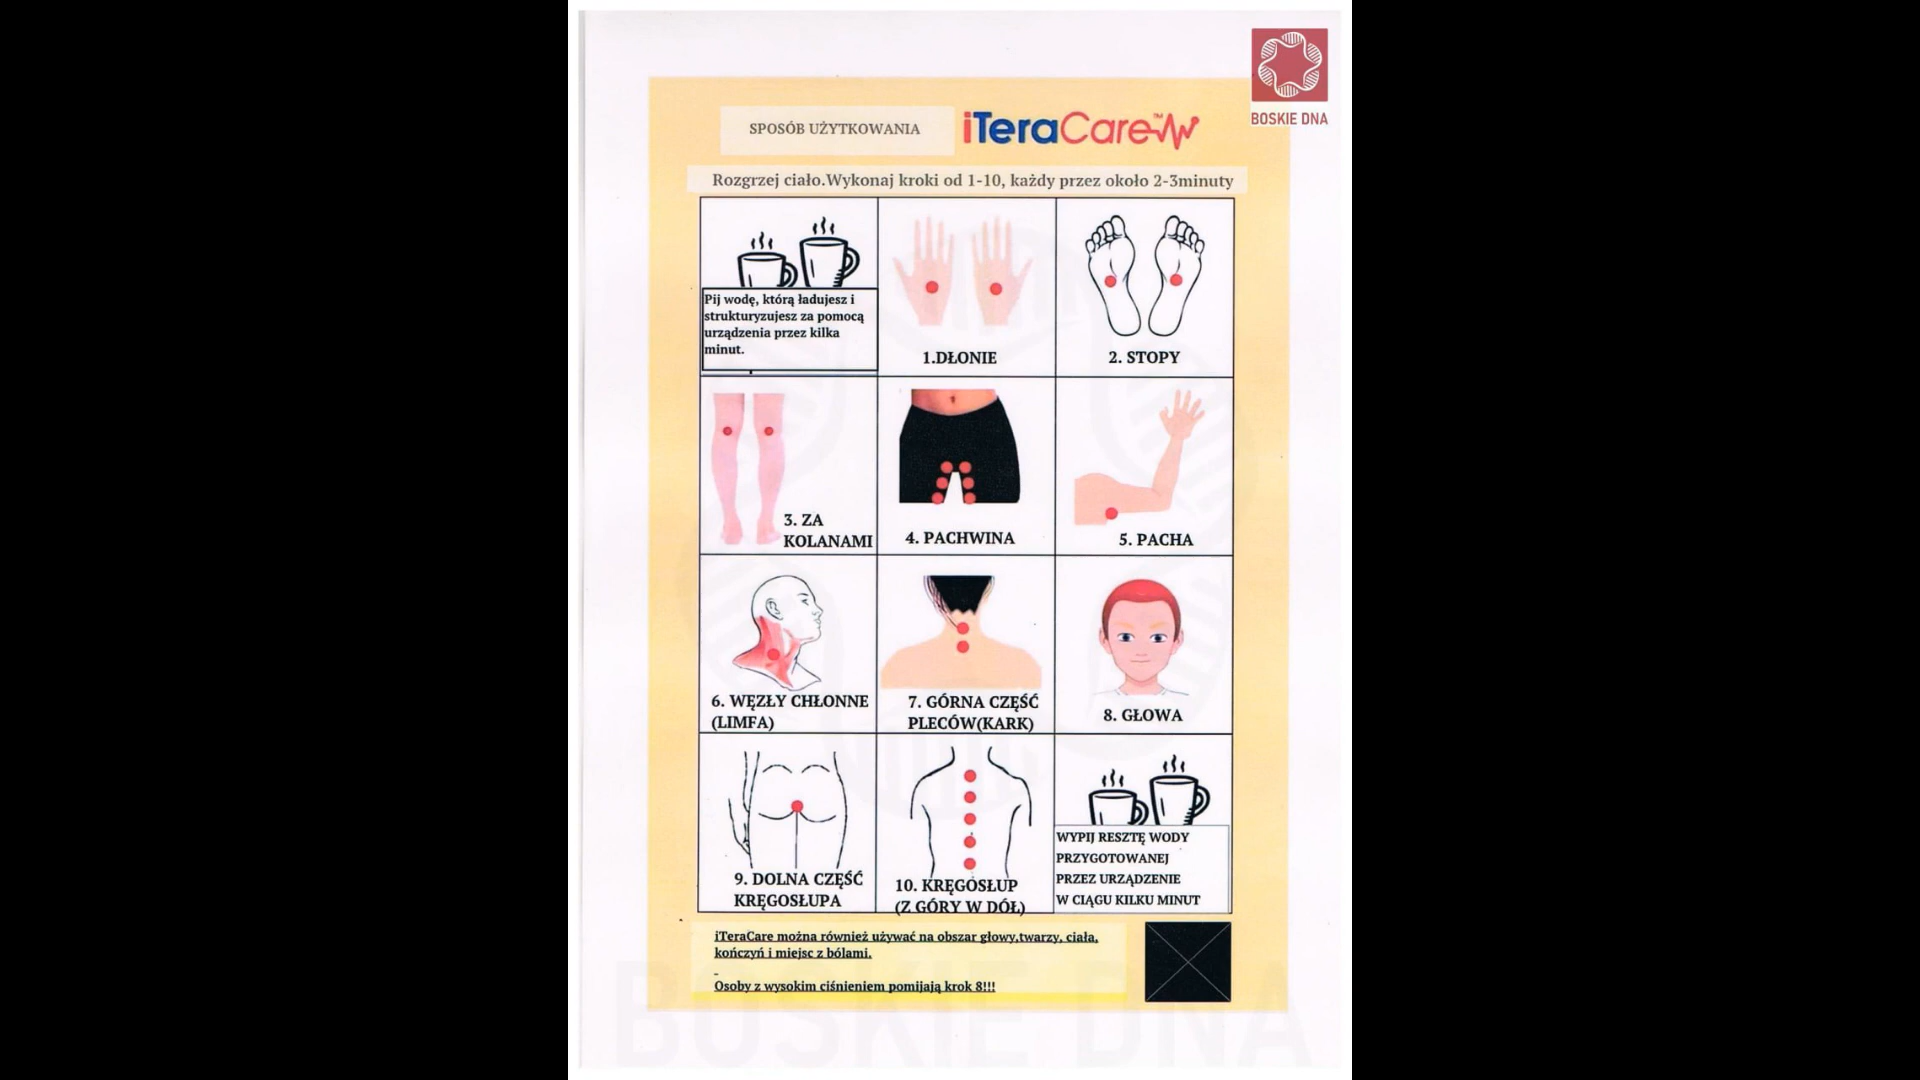 BOSKIE DNA
SPOSÓB UŻYTKOWANIA
iTeraCare™
Rozgrzej ciało.Wykonaj kroki od 1-10, każdy przez około 2-3minuty
Pij wodę, którą ładujesz i
strukturyzujesz za pomocą
urządzenia przez kilka
minut.
1.DŁONIE
2. STOPY
3. ZA
KOLANAMI
4. PACHWINA
5. PACHA
6. WĘZŁY CHŁONNE
(LIMFA)
7. GÓRNA CZĘŚĆ
PLECÓW(KARK)
8. GŁOWA
9. DOLNA CZĘŚĆ
KRĘGOSŁUPA
10. KRĘGOSŁUP
(Z GÓRY W DÓŁ)
WYPIJ RESZTĘ WODY
PRZYGOTOWANEJ
PRZEZ URZĄDZENIE
W CIĄGU KILKU MINUT
iTeraCare można również używać na obszar głowy,twarzy, ciała,
kończyn i miejsc z bólami.
Osoby z wysokim ciśnieniem pomijają krok 8!!!
BOSKIE DNA